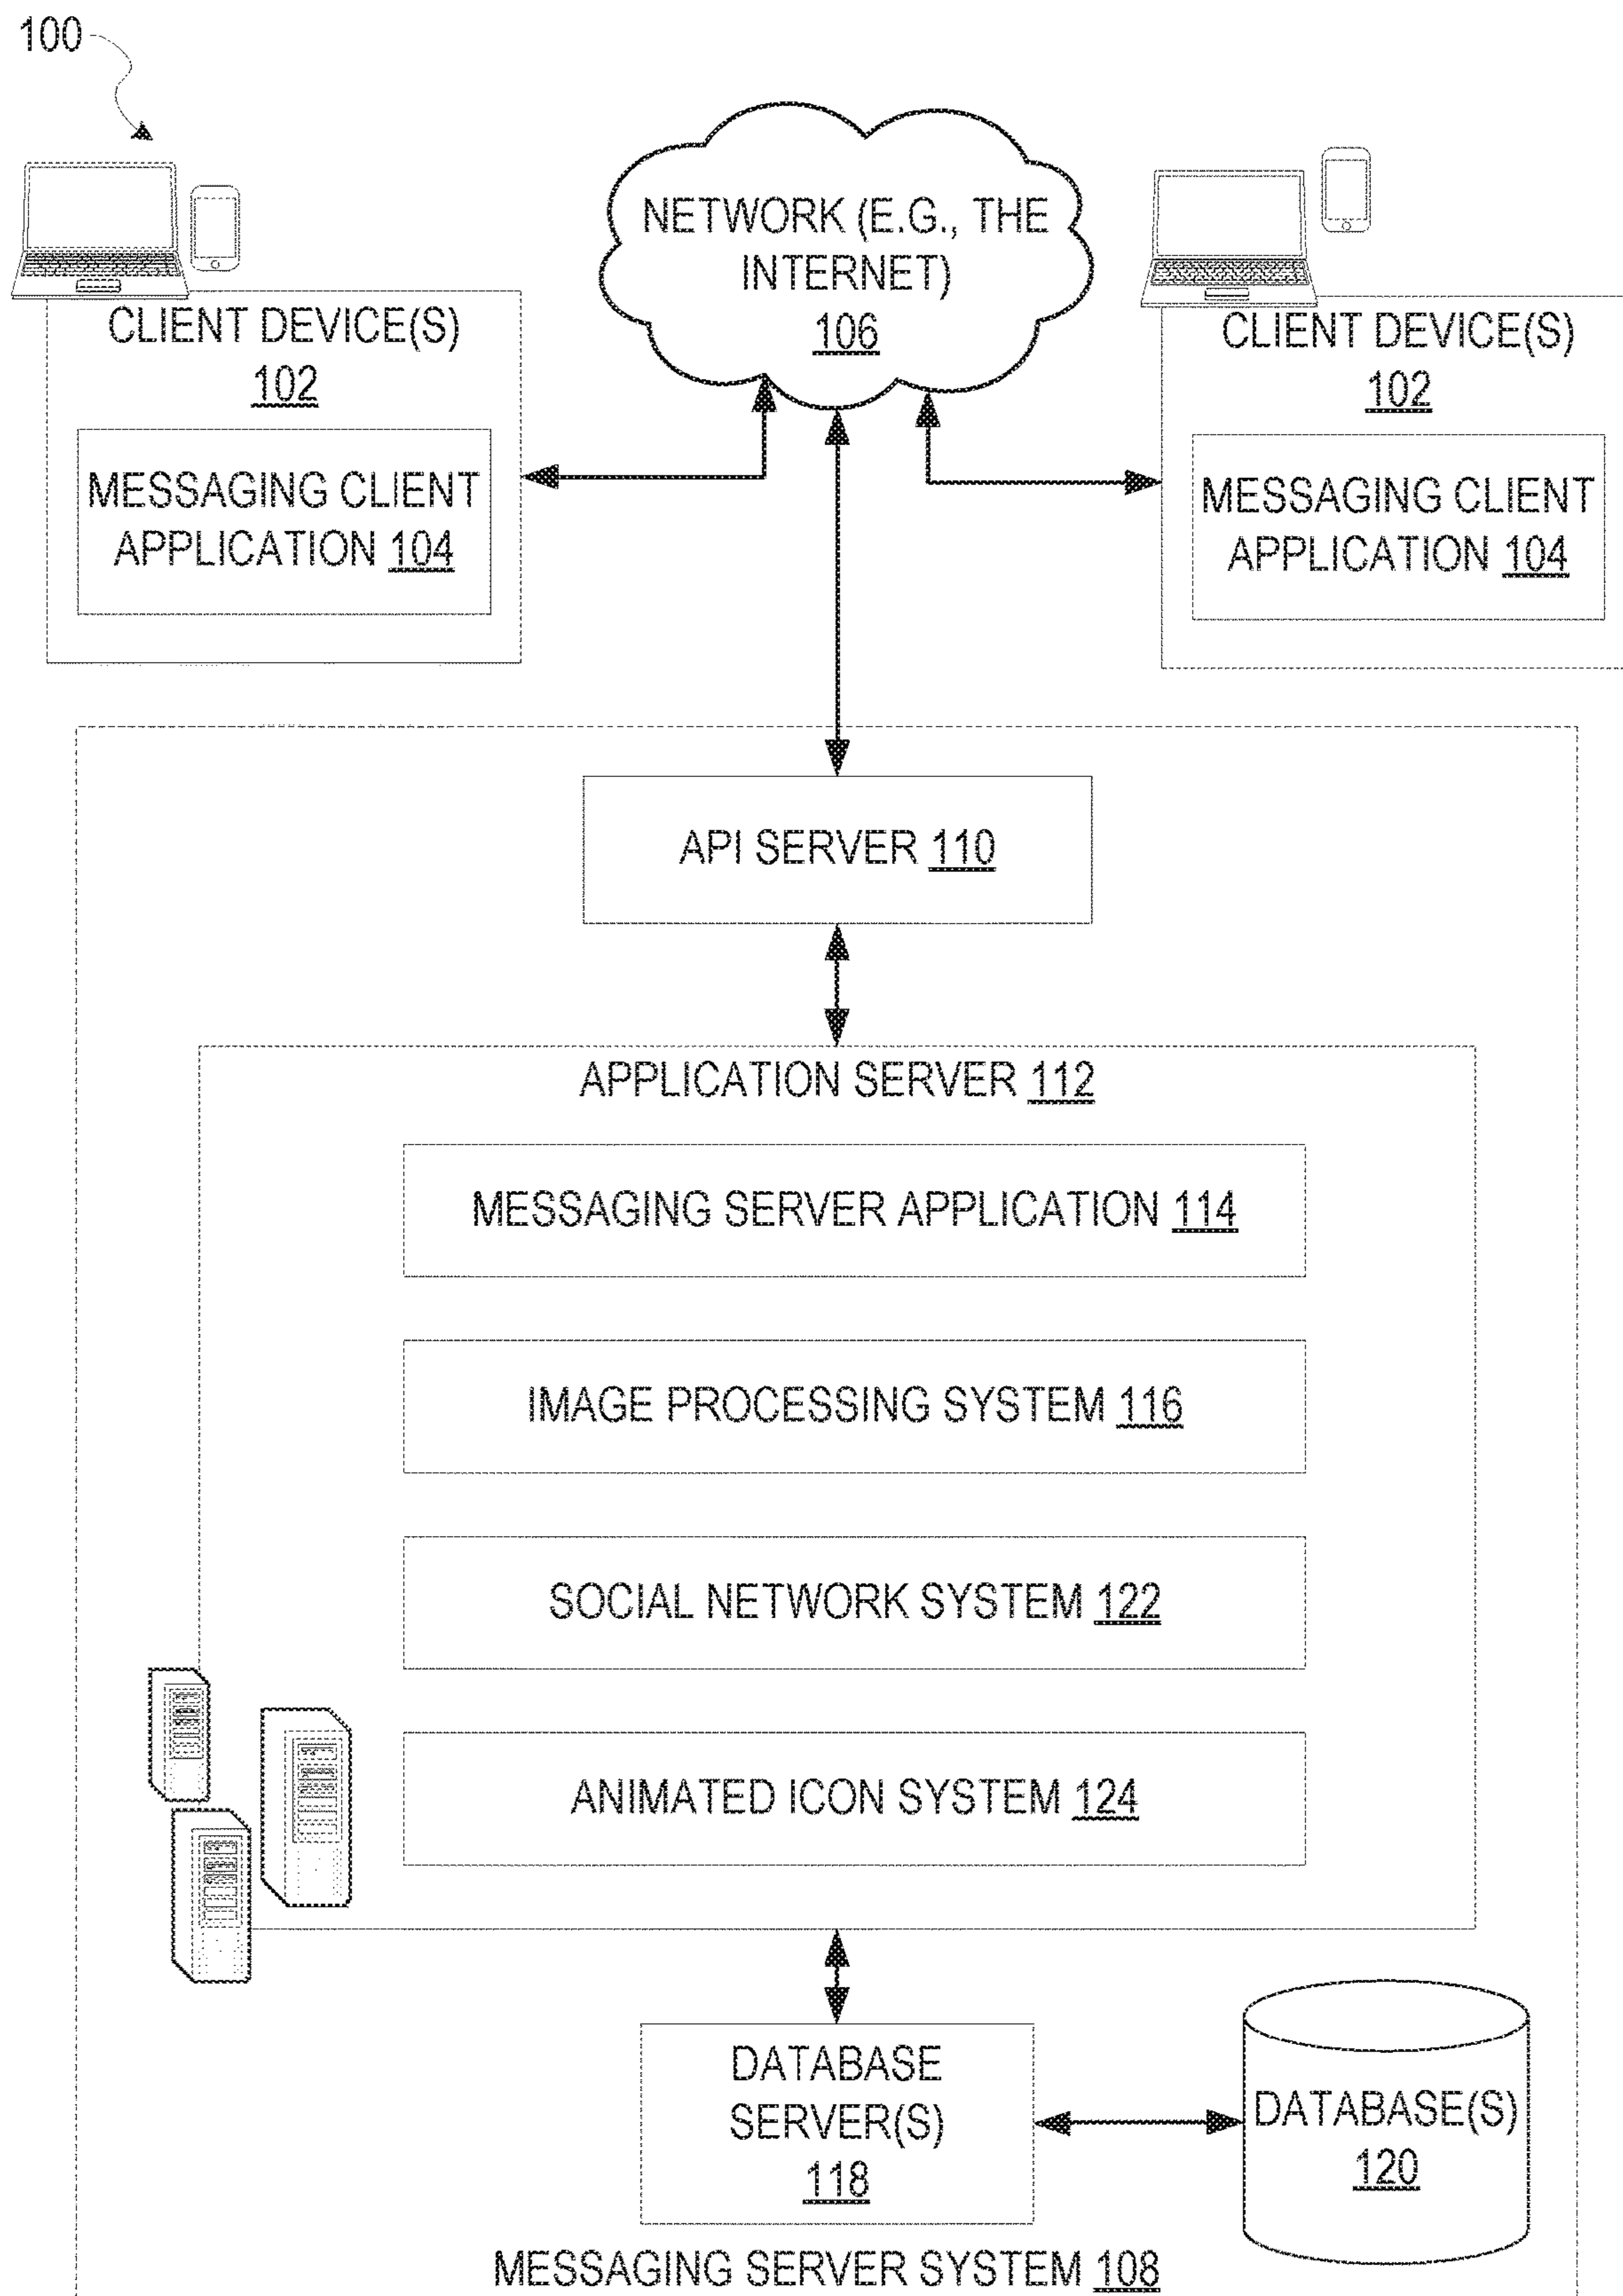 100
NETWORK (E.G., THE
INTERNET)
106
CLIENT DEVICE(S)
102
MESSAGING CLIENT
APPLICATION 104
CLIENT DEVICE(S)
102
MESSAGING CLIENT
APPLICATION 104
API SERVER 110
APPLICATION SERVER 112
MESSAGING SERVER APPLICATION 114
IMAGE PROCESSING SYSTEM 116
SOCIAL NETWORK SYSTEM 122
ANIMATED ICON SYSTEM 124
DATABASE
SERVER(S)
118
DATABASE(S)
120
MESSAGING SERVER SYSTEM 108